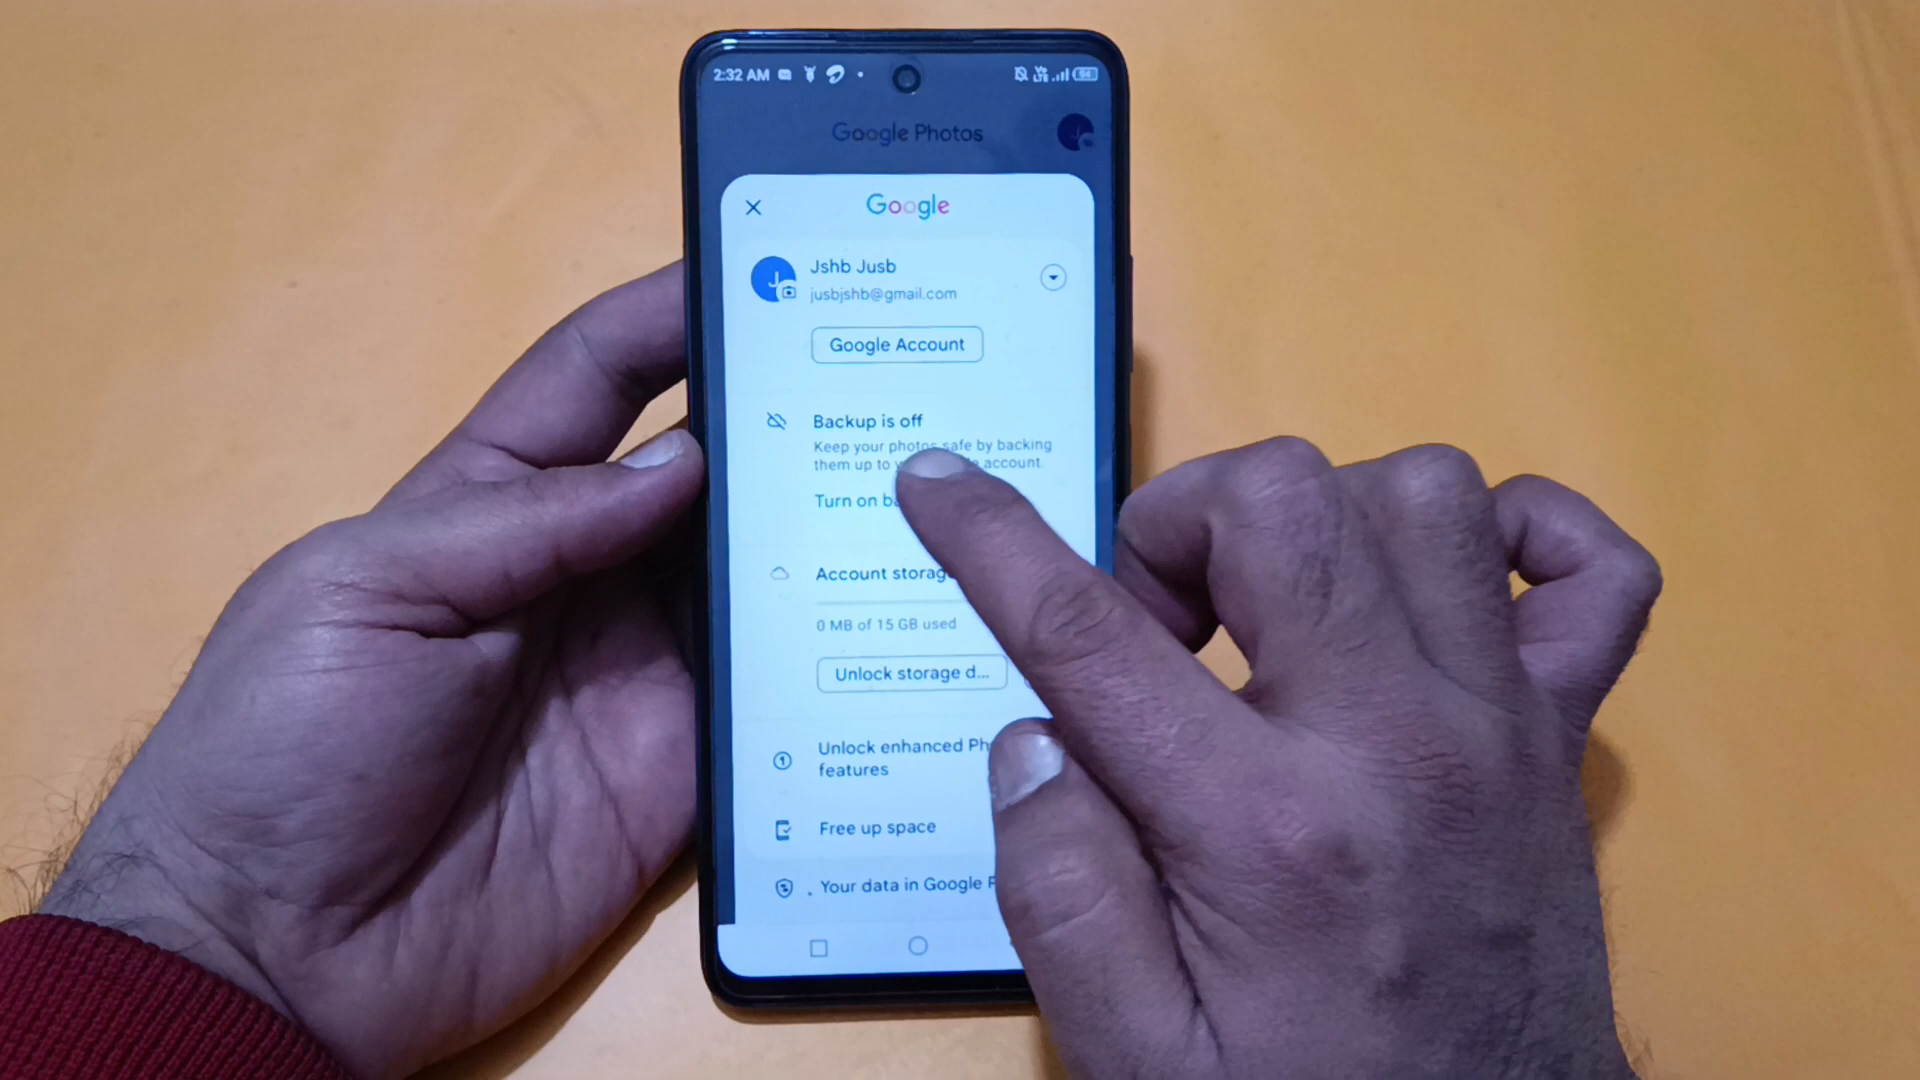 2:32 AM
Google Photos
Google
J
Jshb Jusb
jusbjshb@gmail.com
Google Account
Backup is off
Keep your photos safe by backing
them up to account.
Turn on
Account storage
0 MB of 15 GB used
Unlock storage d...
Unlock enhanced
features
Free up space
Your data in Google